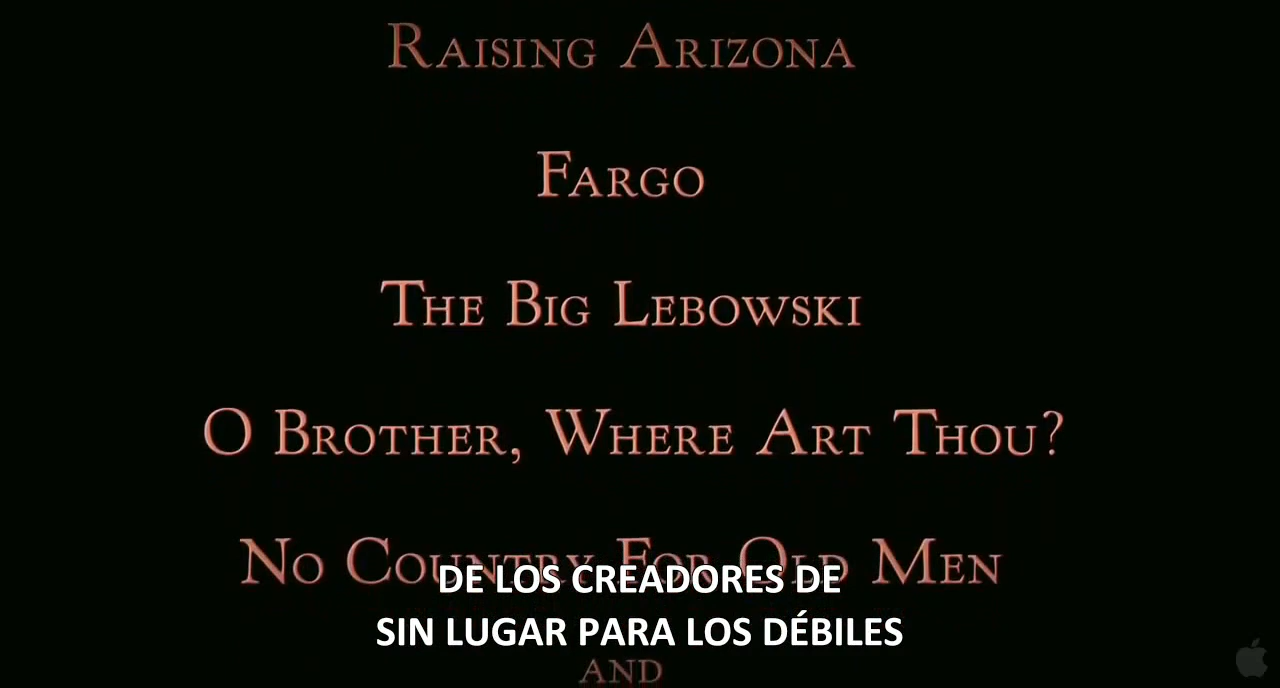 RAISING ARIZONA
FARGO
THE BIG LEBOWSKI
O BROTHER, WHERE ART THOU?
NO COUNTRY FOR OLD MEN
DE LOS CREADORES DE
SIN LUGAR PARA LOS DÉBILES
AND